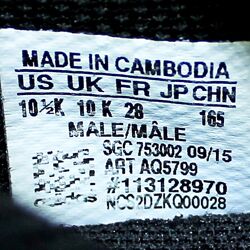 MADE IN CAMBODIA
US UK FR JP CHN
10½K 10 K 28 165
MALE/MÂLE
SGC 753002 09/15
ART AQ5799
#113128970
NCS2DZKQ00028